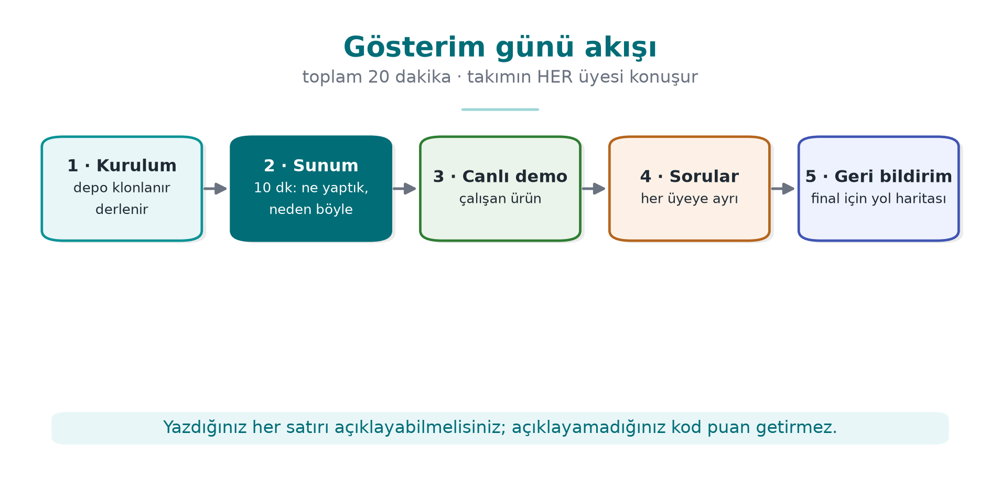 Gösterim günü akışı
toplam 20 dakika · takımın HER üyesi konuşur
1 · Kurulum
depo klonlanır
derlenir
2 · Sunum
10 dk: ne yaptık,
neden böyle
3 · Canlı demo
çalışan ürün
4 · Sorular
her üyeye ayrı
5 · Geri bildirim
final için yol haritası
Yazdığınız her satırı açıklayabilmelisiniz; açıklayamadığınız kod puan getirmez.